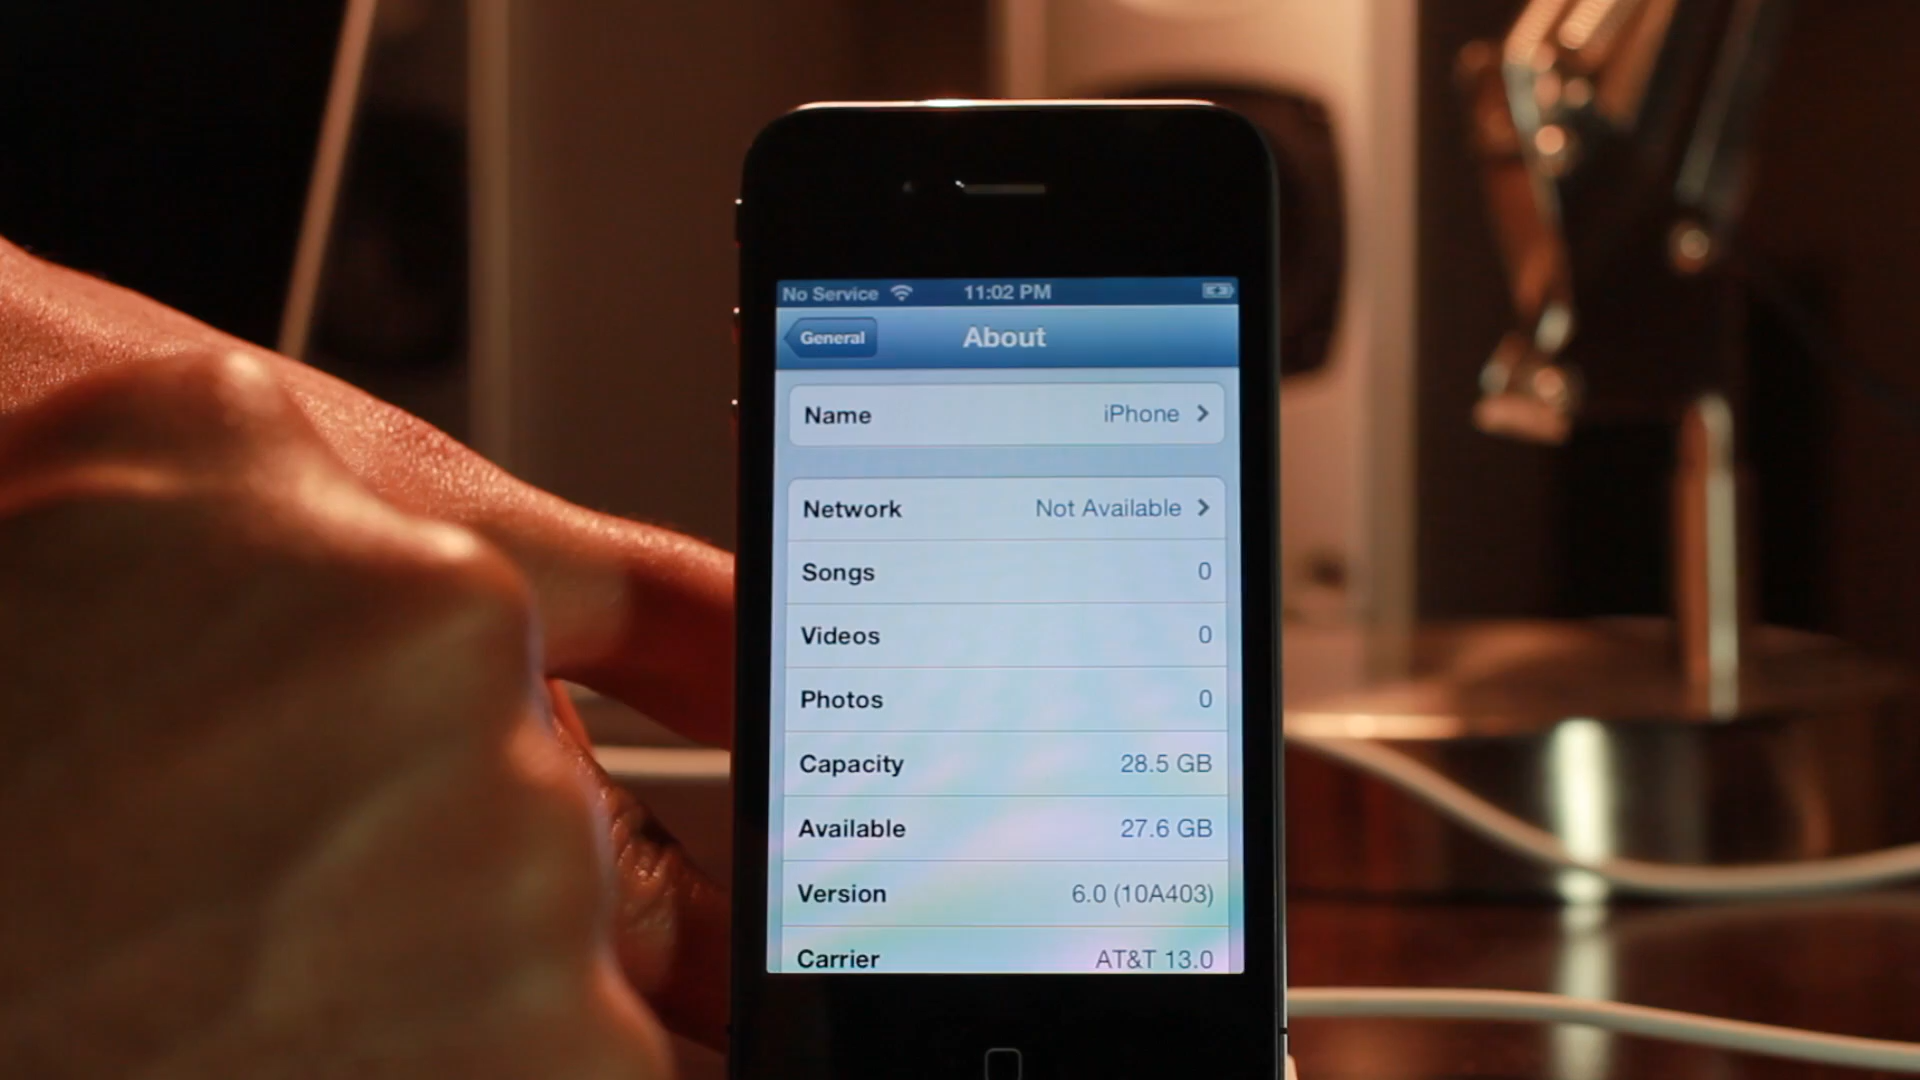 No Service 11:02 PM
General About
Name iPhone
Network Not Available
Songs 0
Videos 0
Photos 0
Capacity 28.5 GB
Available 27.6 GB
Version 6.0 (10A403)
Carrier AT&T 13.0